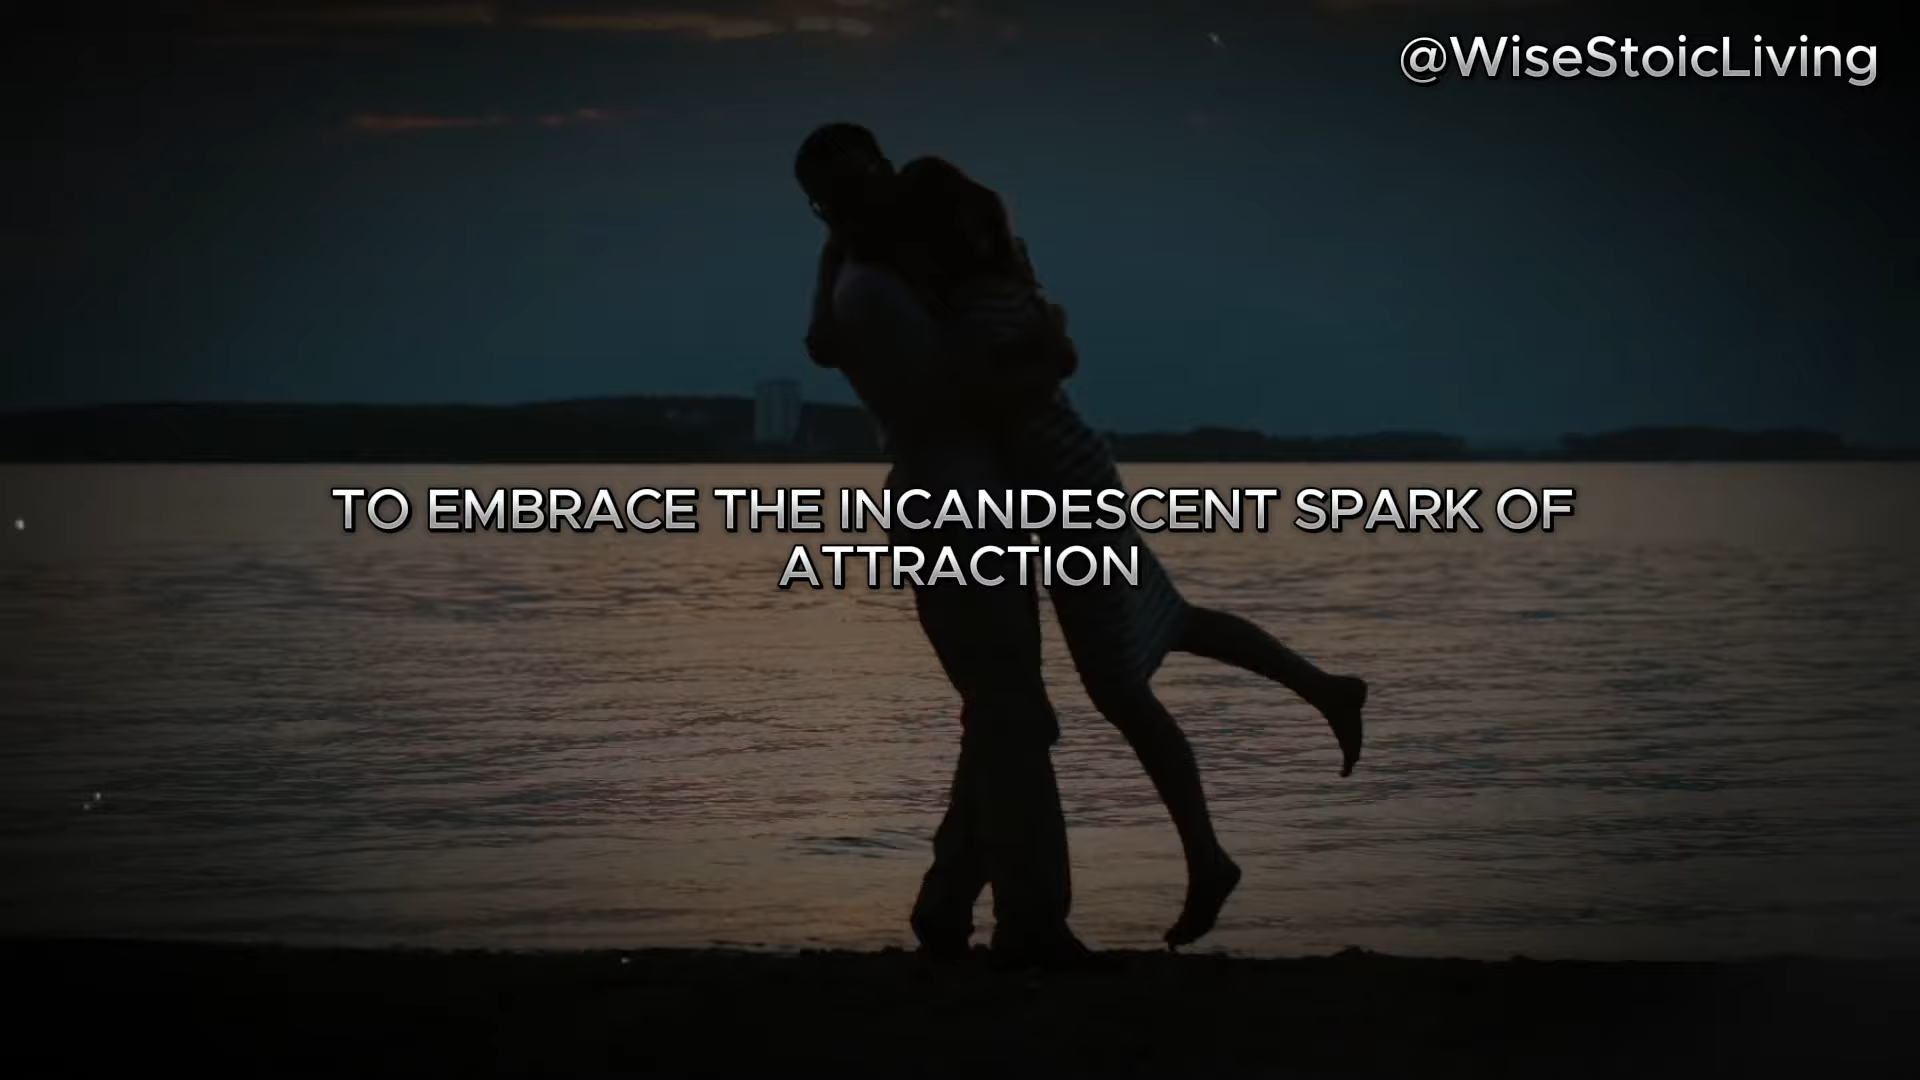 @WiseStoicLiving
TO EMBRACE THE INCANDESCENT SPARK OF
ATTRACTION